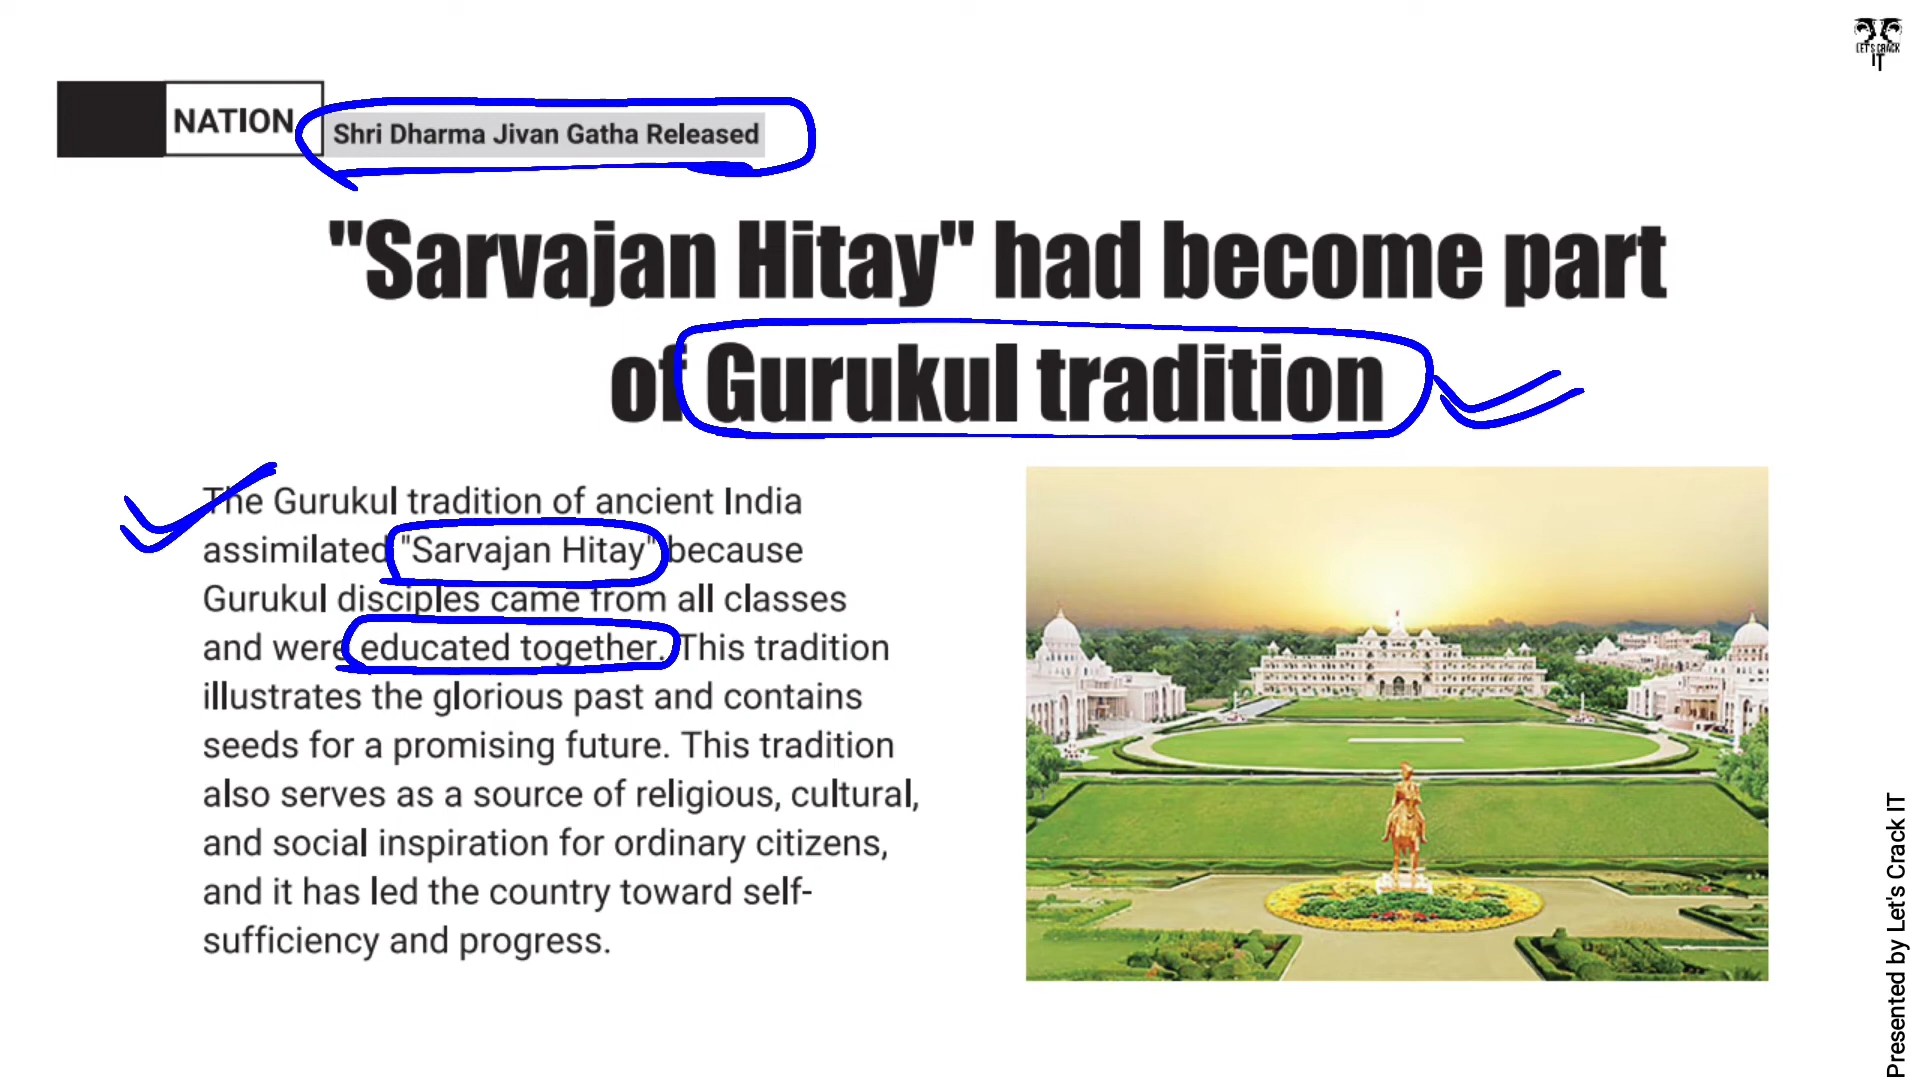 LET'S CRACK
IT
NATION
Shri Dharma Jivan Gatha Released
"Sarvajan Hitay" had become part
of Gurukul tradition
The Gurukul tradition of ancient India
assimilated "Sarvajan Hitay" because
Gurukul disciples came from all classes
and were educated together. This tradition
illustrates the glorious past and contains
seeds for a promising future. This tradition
also serves as a source of religious, cultural,
and social inspiration for ordinary citizens,
and it has led the country toward self-
sufficiency and progress.
Presented by Let's Crack IT